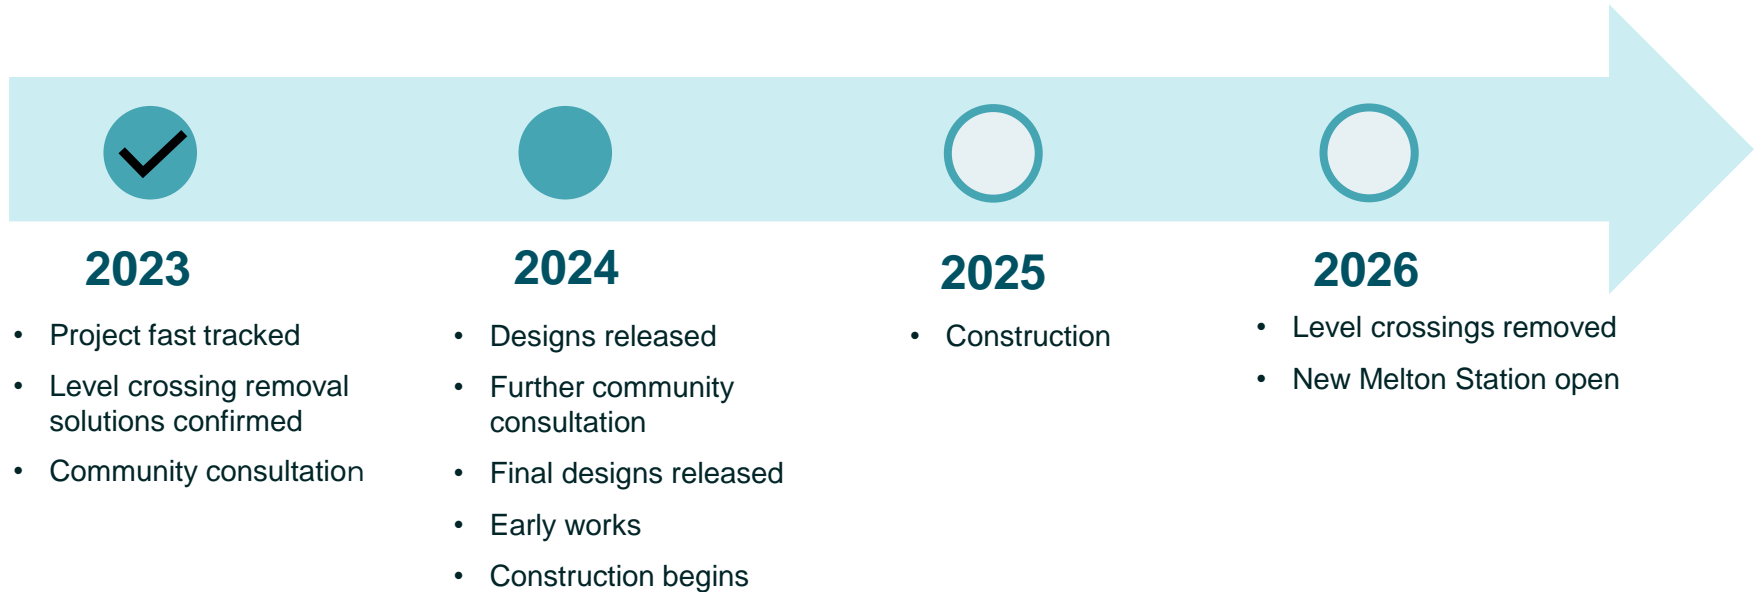 2023
• Project fast tracked
• Level crossing removal
solutions confirmed
• Community consultation
2024
• Designs released
• Further community
consultation
• Final designs released
• Early works
• Construction begins
2025
• Construction
2026
• Level crossings removed
• New Melton Station open